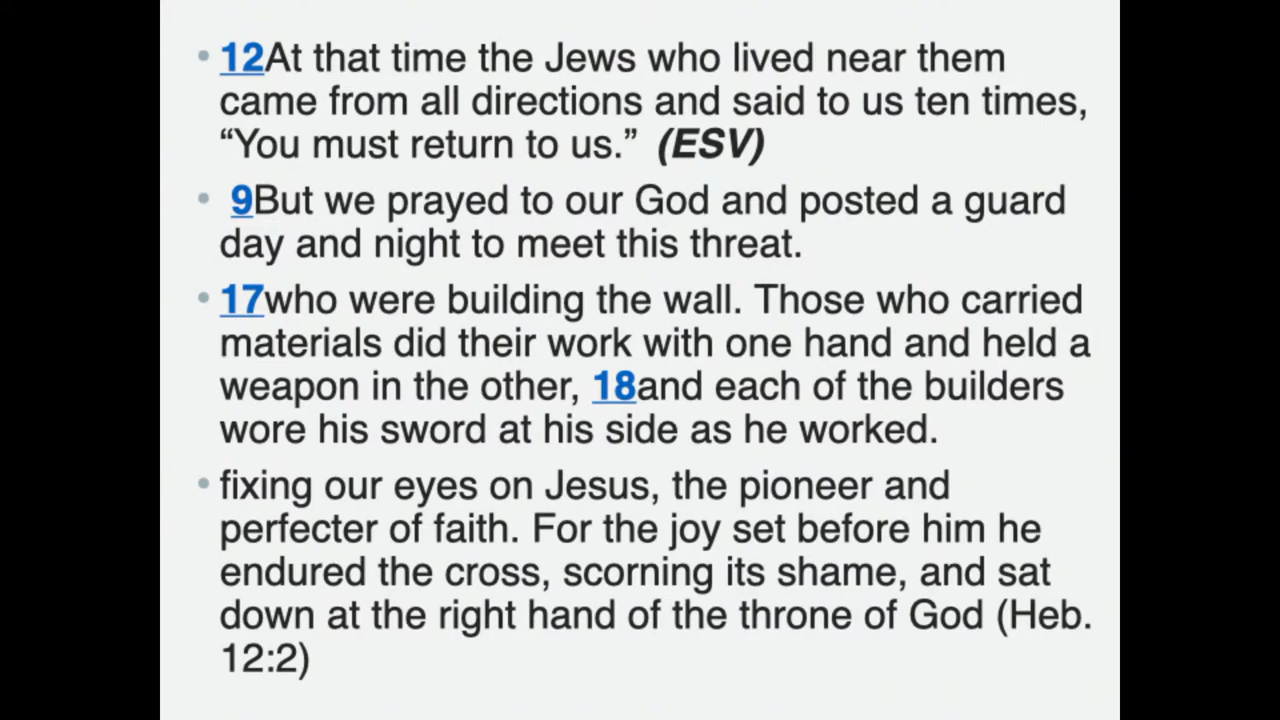 • 12At that time the Jews who lived near them
came from all directions and said to us ten times,
“You must return to us.” (ESV)
• 9But we prayed to our God and posted a guard
day and night to meet this threat.
• 17who were building the wall. Those who carried
materials did their work with one hand and held a
weapon in the other, 18and each of the builders
wore his sword at his side as he worked.
• fixing our eyes on Jesus, the pioneer and
perfecter of faith. For the joy set before him he
endured the cross, scorning its shame, and sat
down at the right hand of the throne of God (Heb.
12:2)